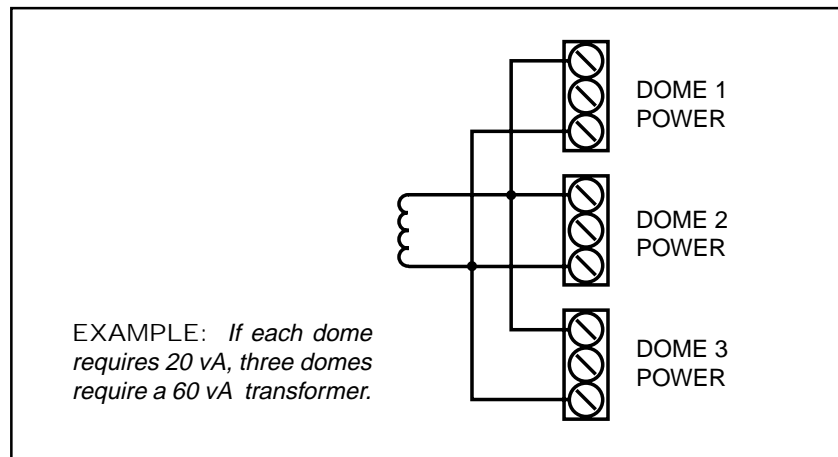 DOME 1
POWER
DOME 2
POWER
DOME 3
POWER
EXAMPLE: If each dome
requires 20 vA, three domes
require a 60 vA transformer.